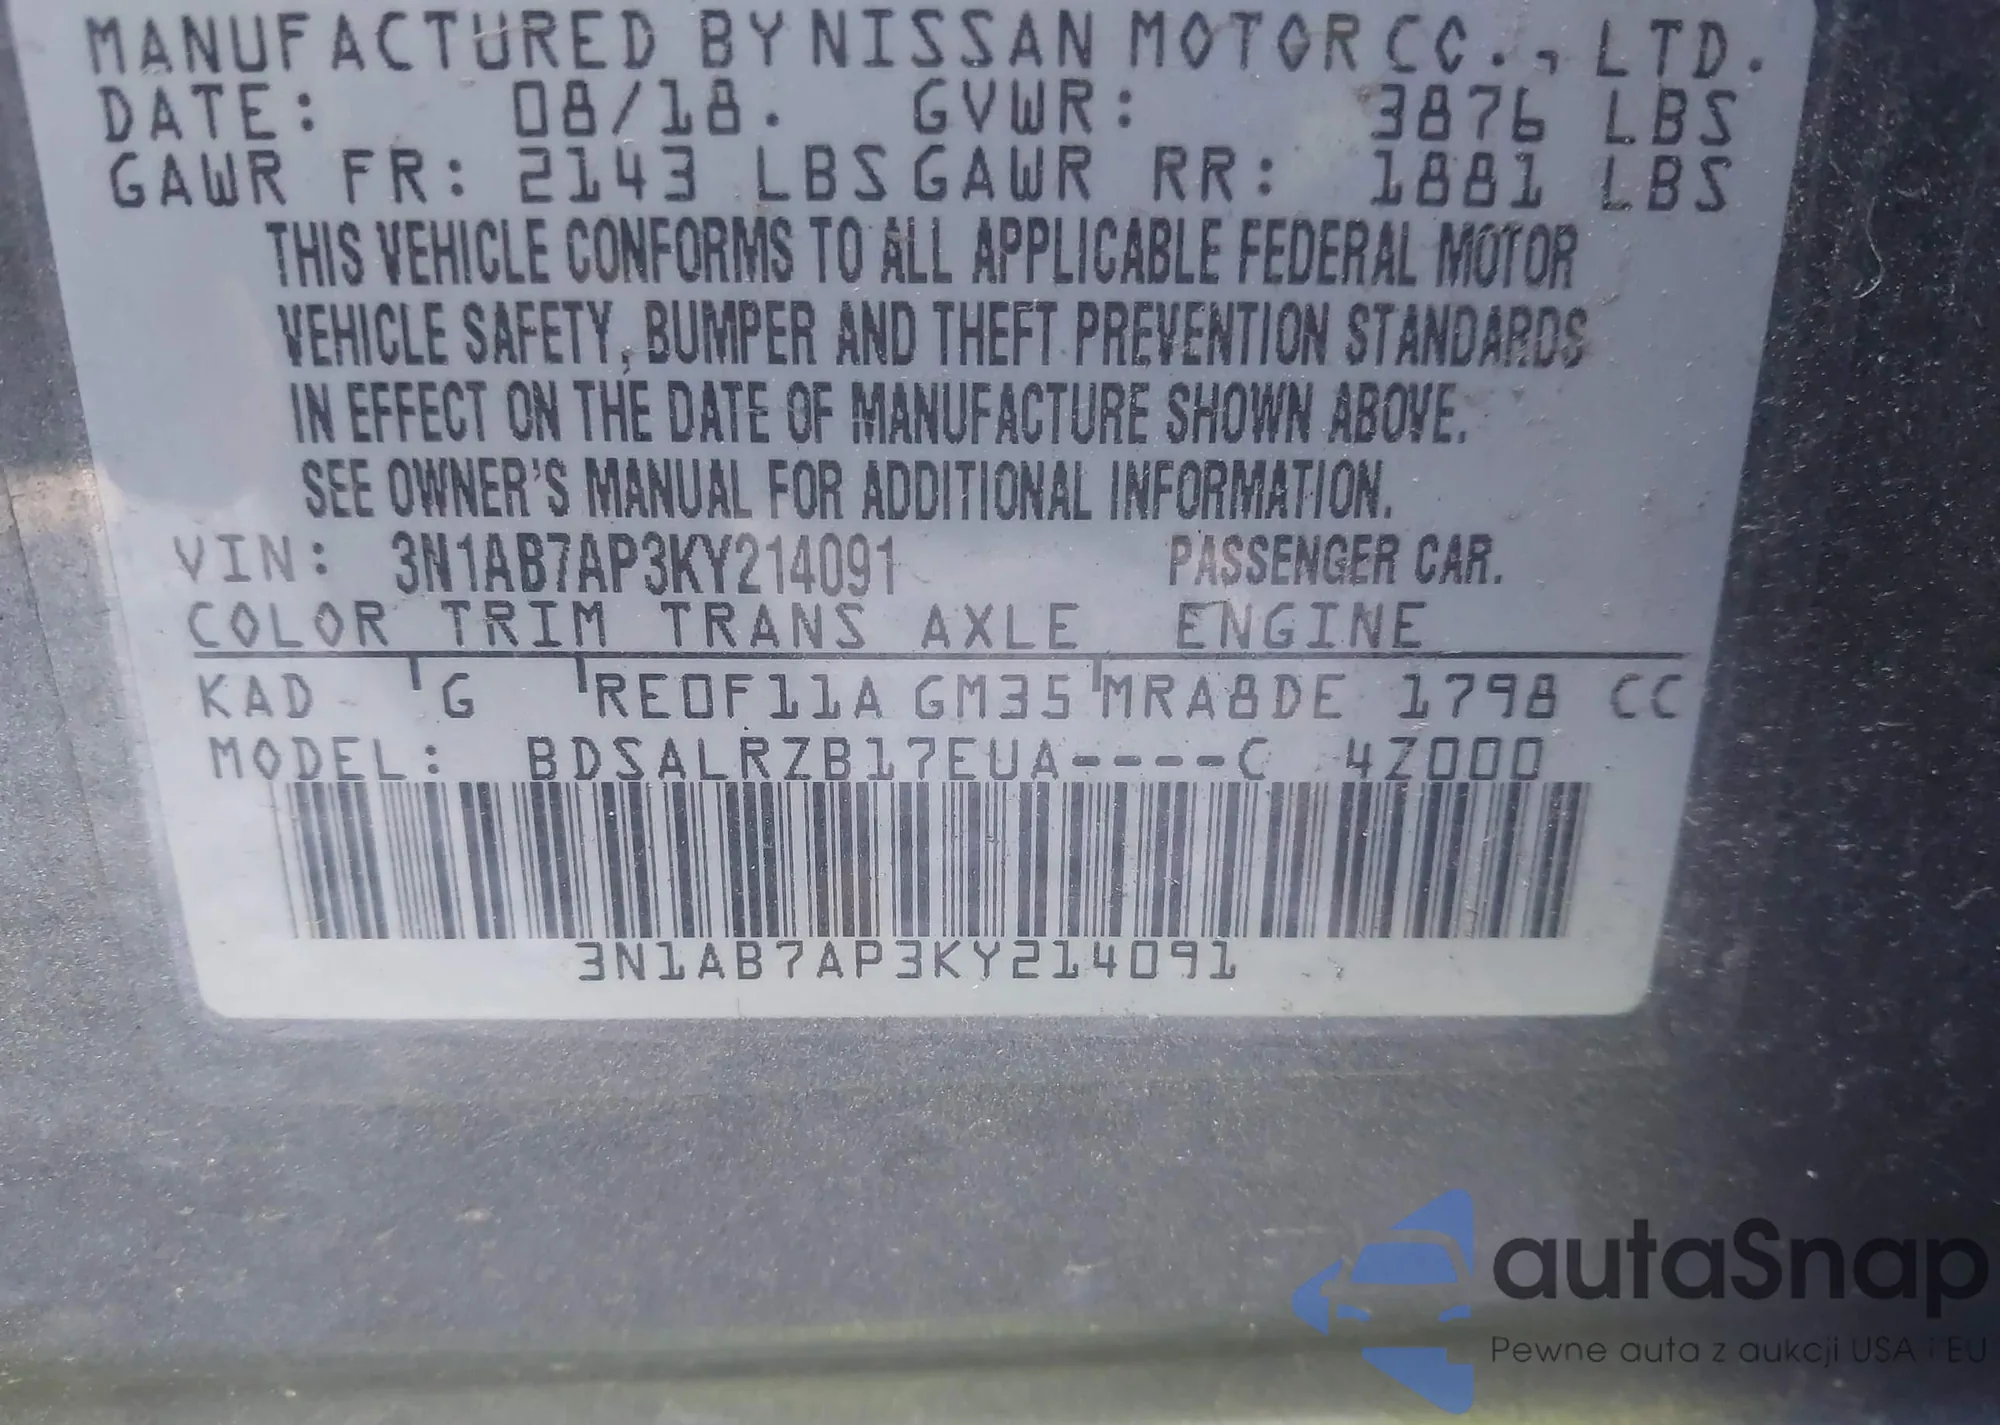 MANUFACTURED BY NISSAN MOTOR CO., LTD.
DATE: 08/18. GVWR: 3876 LBS
GAWR FR: 2143 LBS GAWR RR: 1881 LBS
THIS VEHICLE CONFORMS TO ALL APPLICABLE FEDERAL MOTOR
VEHICLE SAFETY, BUMPER AND THEFT PREVENTION STANDARDS
IN EFFECT ON THE DATE OF MANUFACTURE SHOWN ABOVE.
SEE OWNER'S MANUAL FOR ADDITIONAL INFORMATION.
VIN: 3N1AB7AP3KY214091 PASSENGER CAR.
COLOR TRIM TRANS AXLE ENGINE
KAD G RE0F11A GM35 MRA8DE 1798 CC
MODEL: BDSALRZB17EUA----C 4Z000
3N1AB7AP3KY214091
autaSnap
Pewne auta z aukcji USA i EU